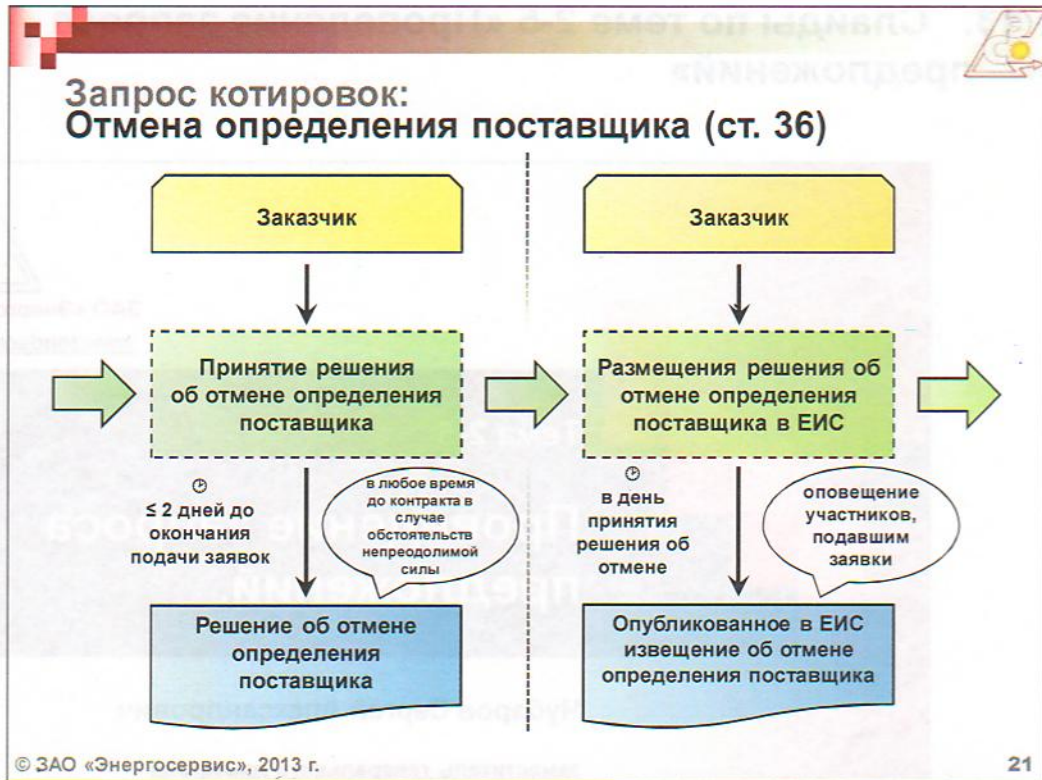 Запрос котировок:
Отмена определения поставщика (ст. 36)
Заказчик
Заказчик
Принятие решения
об отмене определения
поставщика
Размещения решения об
отмене определения
поставщика в ЕИС
≤ 2 дней до
окончания
подачи заявок
в любое время
до контракта в
случае
обстоятельств
непреодолимой
силы
в день
принятия
решения об
отмене
оповещение
участников,
подавшим
заявки
Решение об отмене
определения
поставщика
Опубликованное в ЕИС
извещение об отмене
определения поставщика
© ЗАО «Энергосервис», 2013 г.
21